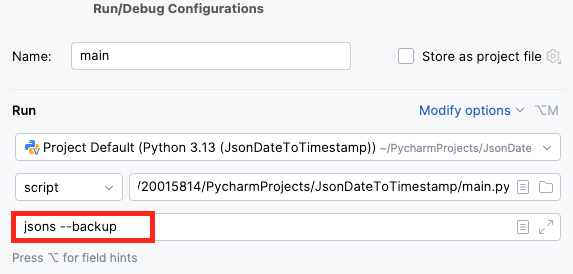 Run/Debug Configurations
Name: main Store as project file
Run Modify options ⌥M
Project Default (Python 3.13 (JsonDateToTimestamp)) ~/PycharmProjects/JsonDate
script /20015814/PycharmProjects/JsonDateToTimestamp/main.py
jsons --backup
Press ⌥ for field hints